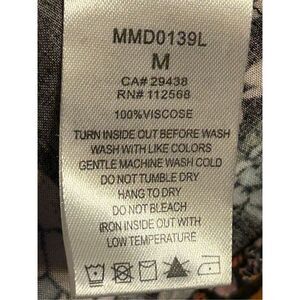 MMD0139L
M
CA# 29438
RN# 112568
100%VISCOSE
TURN INSIDE OUT BEFORE WASH
WASH WITH LIKE COLORS
GENTLE MACHINE WASH COLD
DO NOT TUMBLE DRY
HANG TO DRY
DO NOT BLEACH
IRON INSIDE OUT WITH
LOW TEMPERATURE